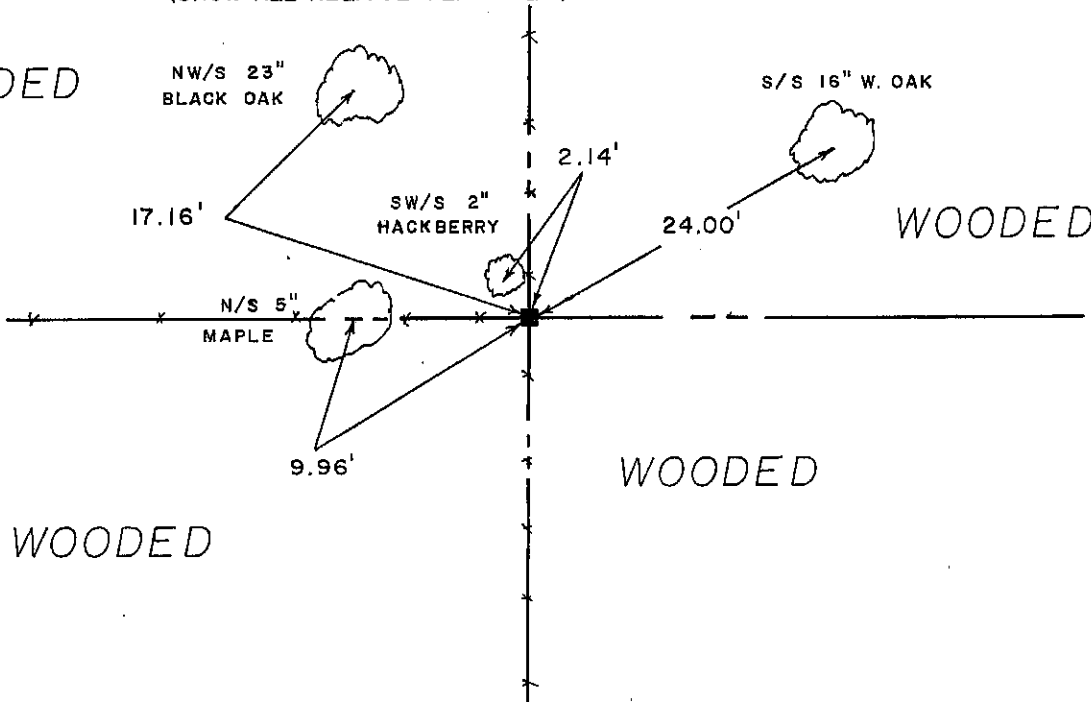 NW/S 23"
BLACK OAK
S/S 16" W. OAK
2.14'
SW/S 2"
HACKBERRY
17.16'
24.00'
WOODED
N/S 5"
MAPLE
9.96'
WOODED
WOODED